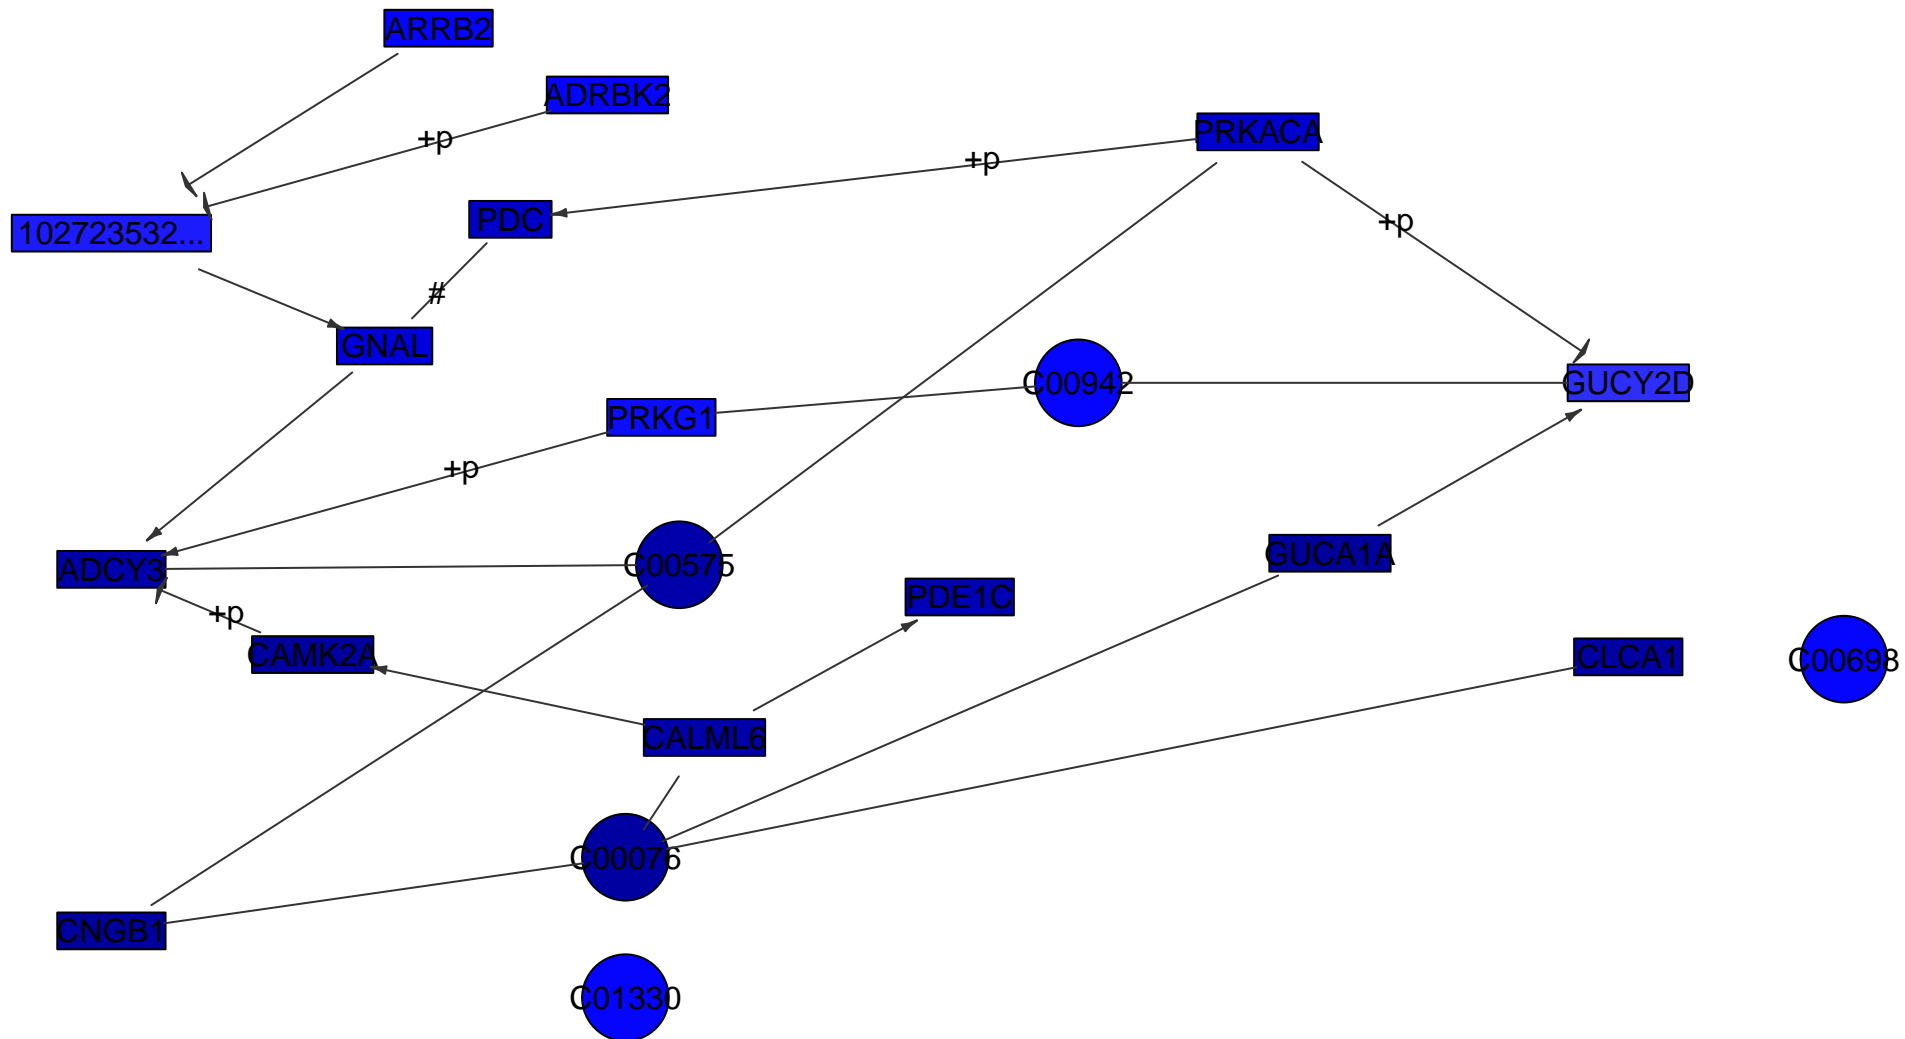 ARRB2
ADRBK2
+p
PRKACA
+p
102723532...
PDC
+p
#
GNAL
C00942
GUCY2D
PRKG1
+p
ADCY3
C00575
GUCA1A
PDE1C
+p
CAMK2A
CLCA1
C00698
CALML6
C00076
CNGB1
C01330